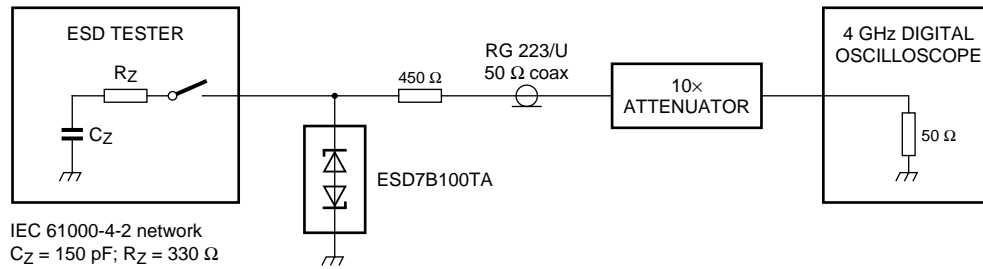 ESD TESTER
RZ
CZ
450 Ω
RG 223/U
50 Ω coax
10×
ATTENUATOR
4 GHz DIGITAL
OSCILLOSCOPE
50 Ω
ESD7B100TA
IEC 61000-4-2 network
CZ = 150 pF; RZ = 330 Ω